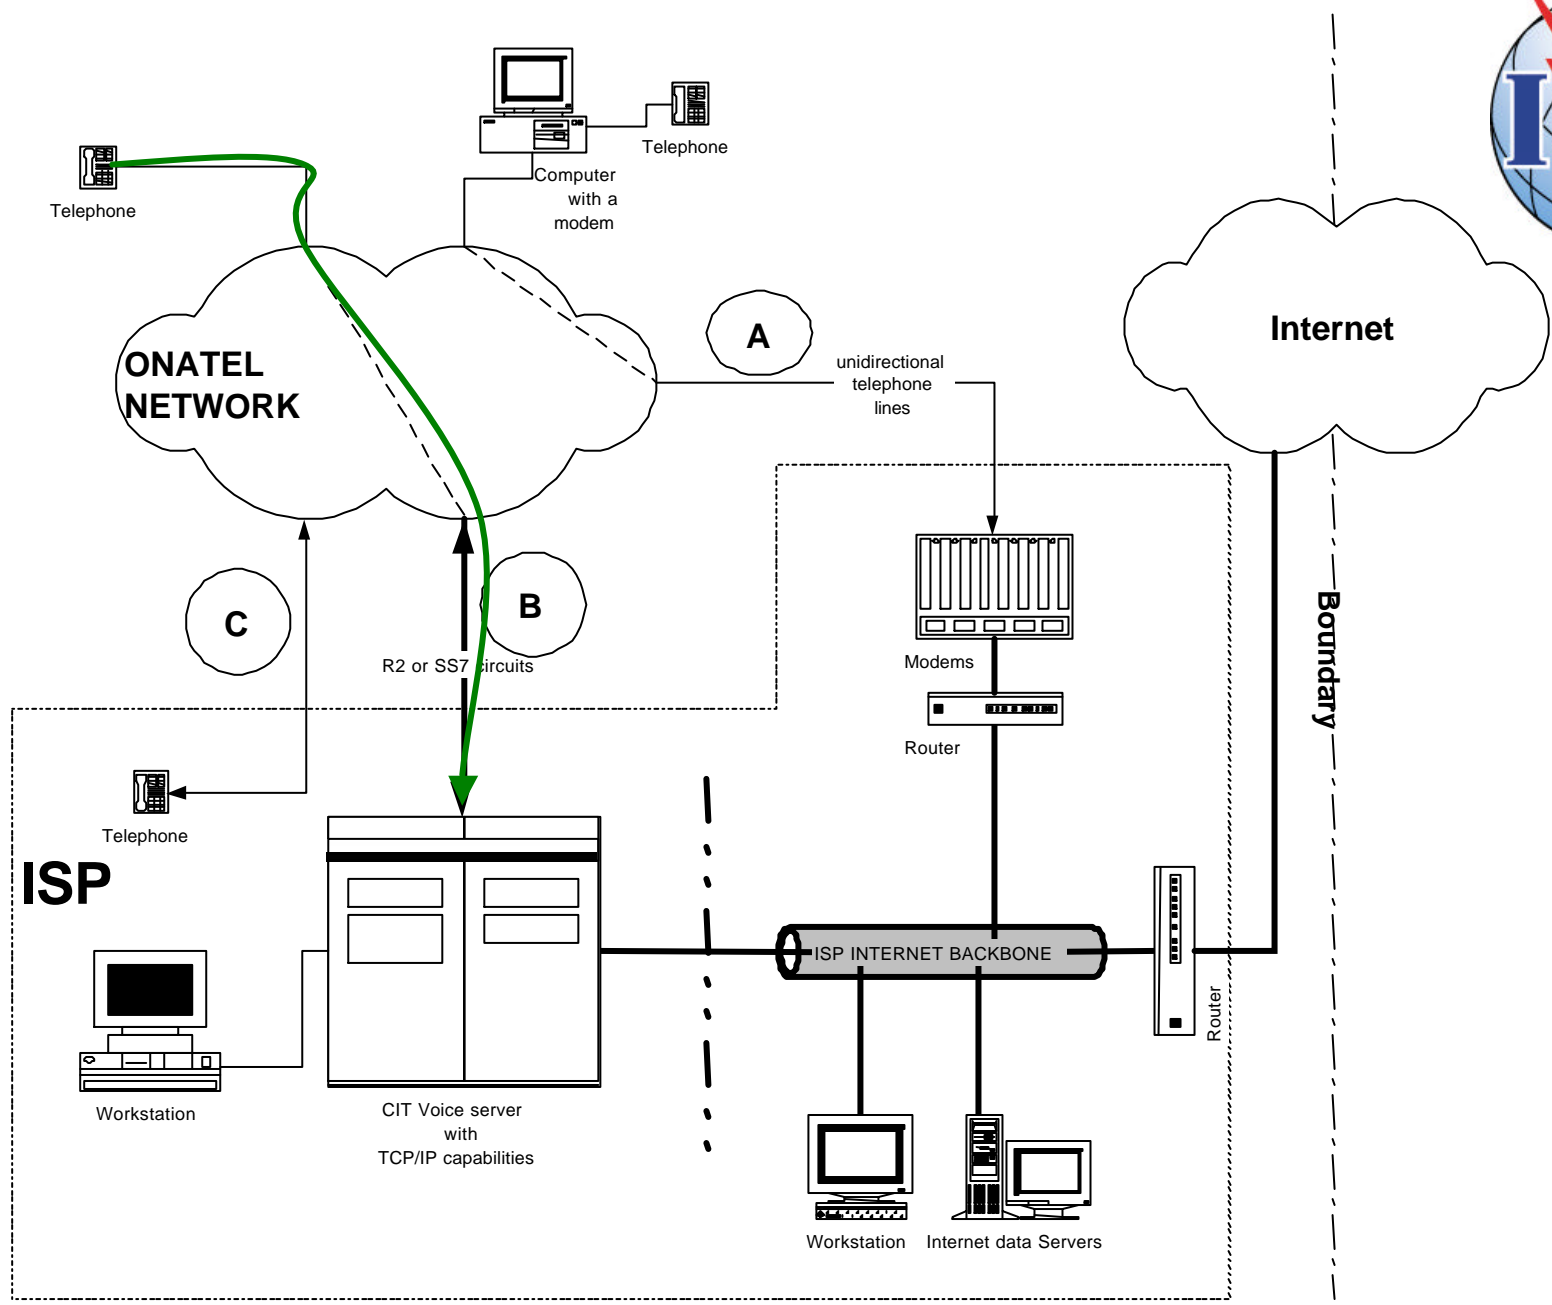 I
Telephone
Computer
with a
modem
Telephone
ONATEL
NETWORK
A
unidirectional
telephone
lines
Internet
C
B
R2 or SS7 circuits
Modems
Router
Boundary
Telephone
ISP
ISP INTERNET BACKBONE
Router
Workstation
CIT Voice server
with
TCP/IP capabilities
Workstation
Internet data Servers